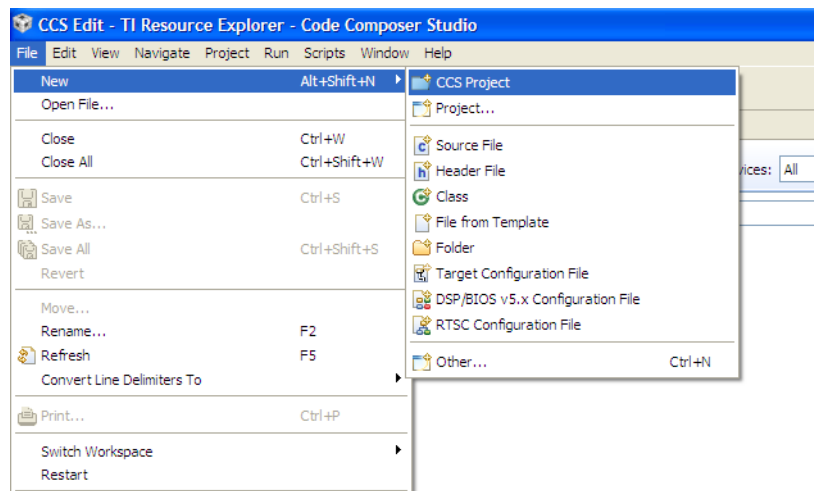 CCS Edit - TI Resource Explorer - Code Composer Studio
File Edit View Navigate Project Run Scripts Window Help
New Alt+Shift+N
Open File...
Close Ctrl+W
Close All Ctrl+Shift+W
Save Ctrl+S
Save As...
Save All Ctrl+Shift+S
Revert
Move...
Rename... F2
Refresh F5
Convert Line Delimiters To
Print... Ctrl+P
Switch Workspace
Restart
CCS Project
Project...
Source File
Header File
Class
File from Template
Folder
Target Configuration File
DSP/BIOS v5.x Configuration File
RTSC Configuration File
Other... Ctrl+N
All